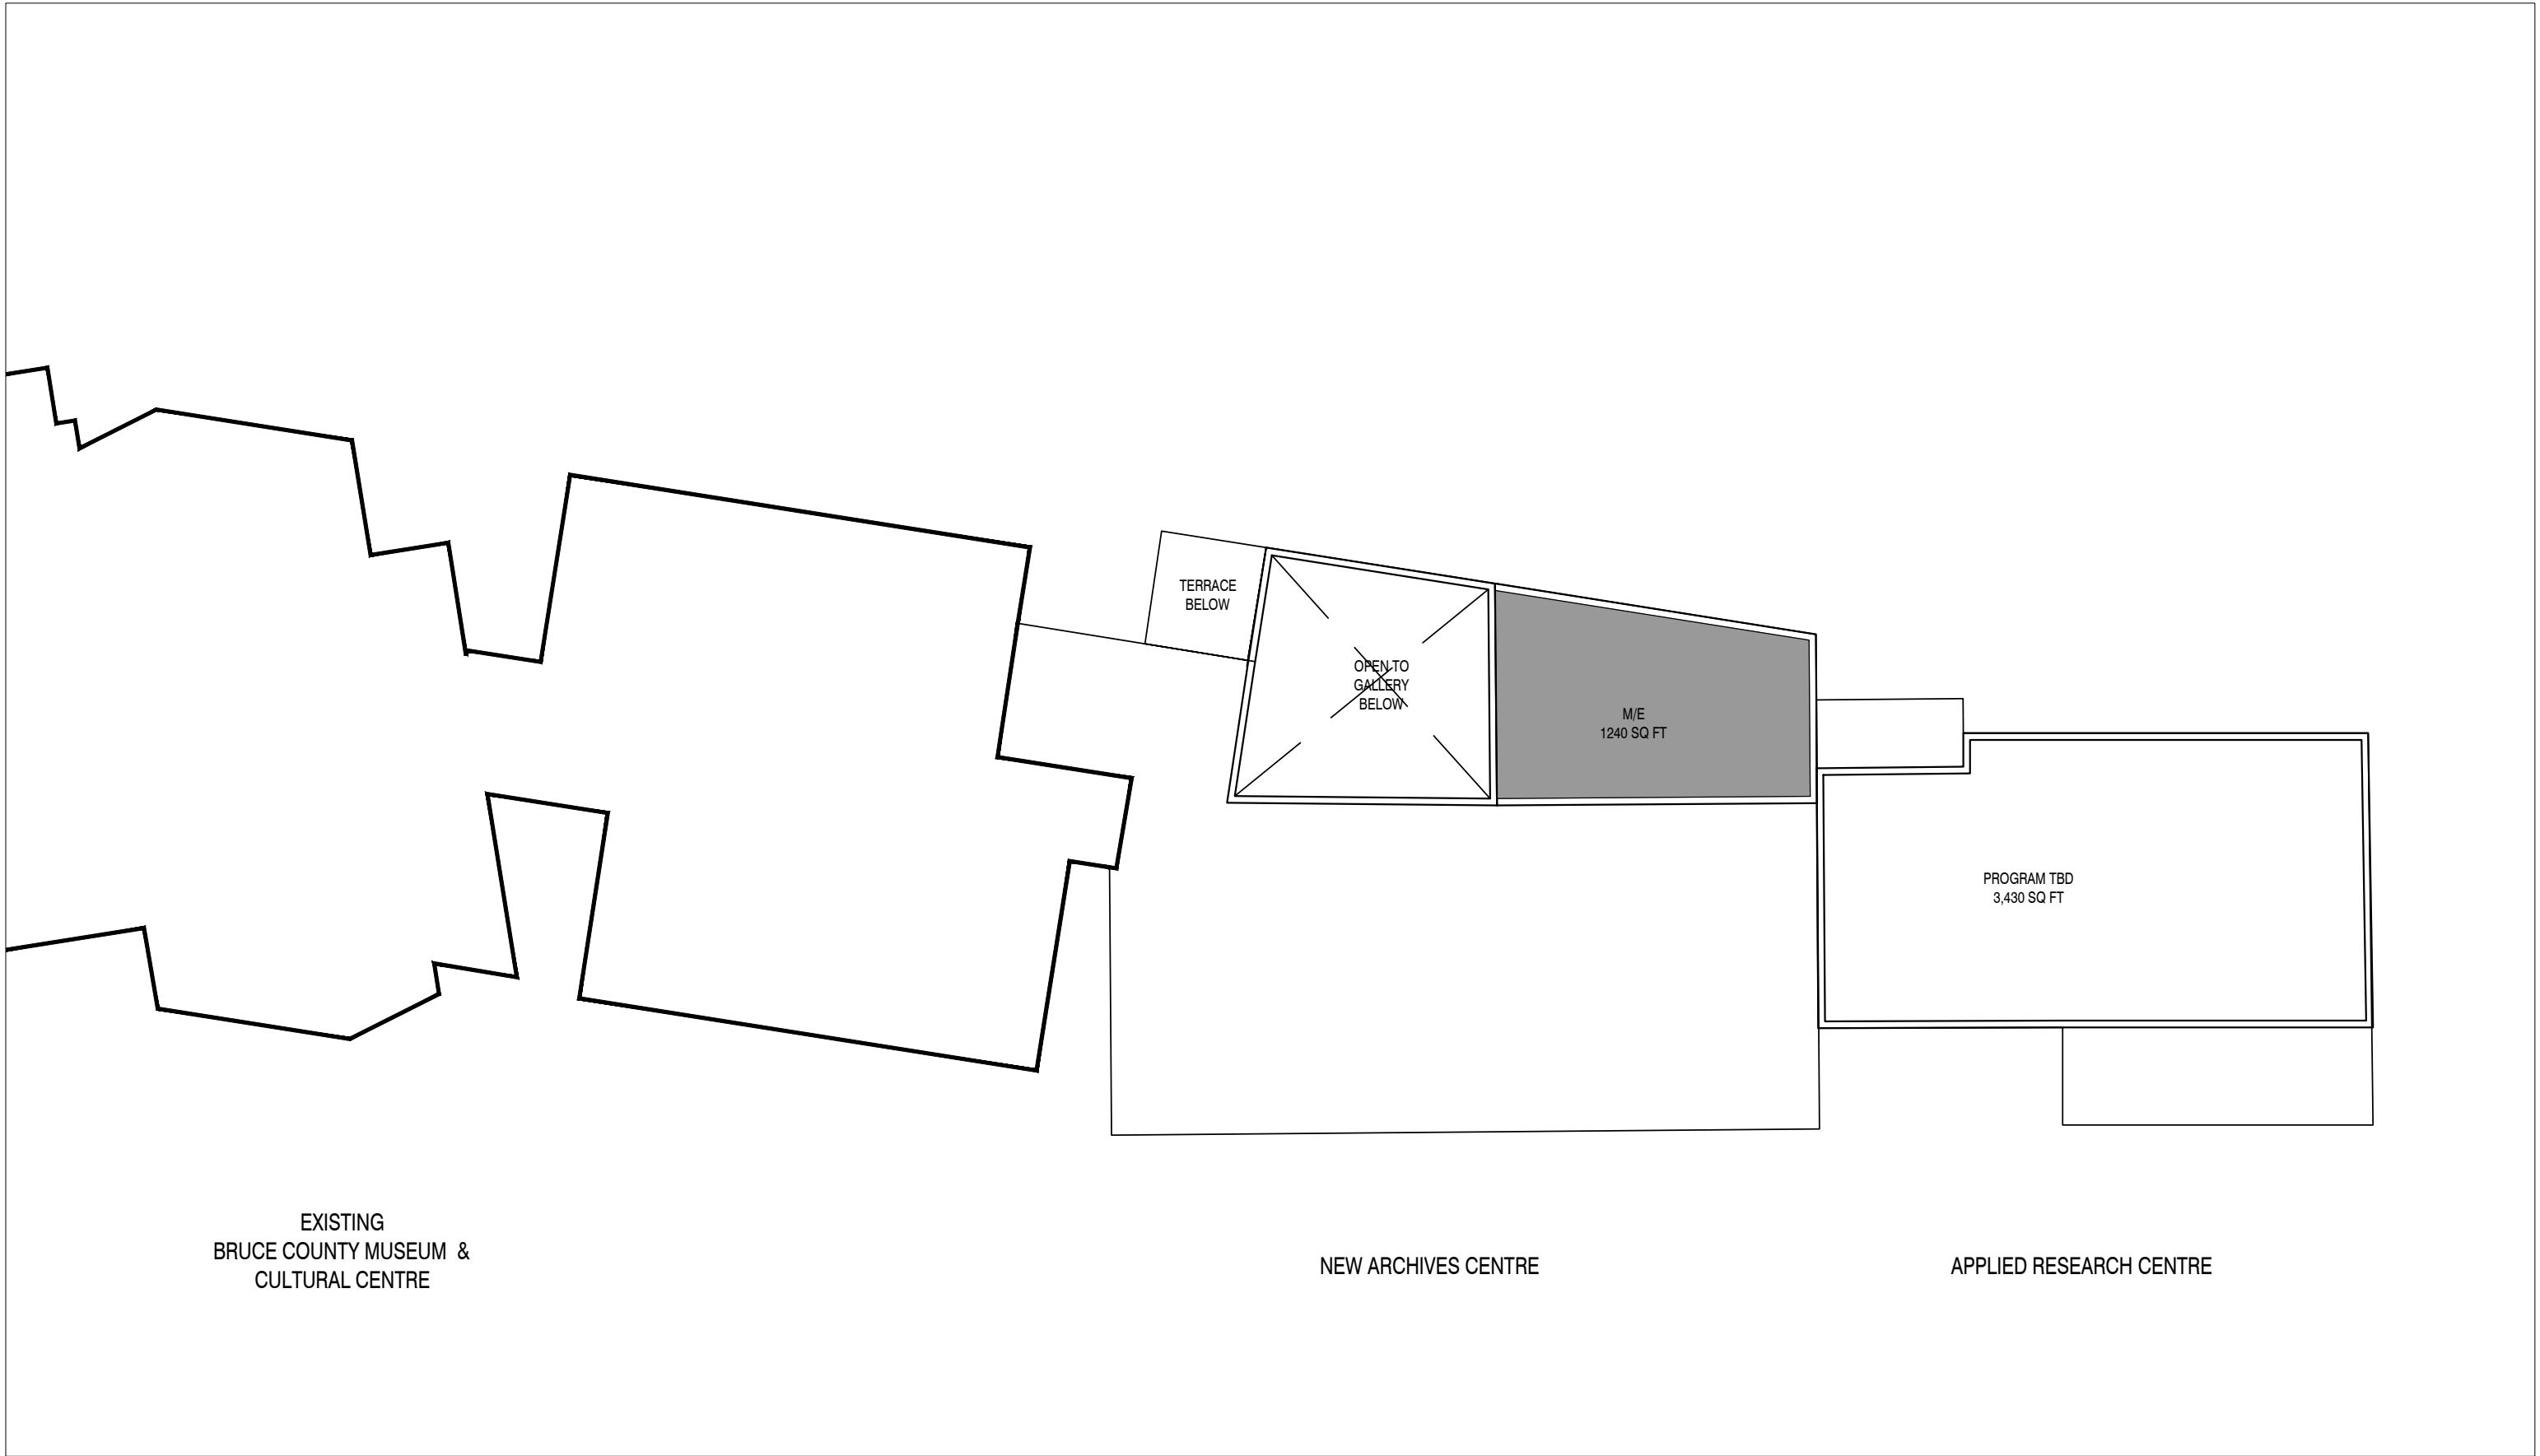 TERRACE
BELOW
OPEN TO
GALLERY
BELOW
M/E
1240 SQ FT
PROGRAM TBD
3,430 SQ FT
EXISTING
BRUCE COUNTY MUSEUM &
CULTURAL CENTRE
NEW ARCHIVES CENTRE
APPLIED RESEARCH CENTRE